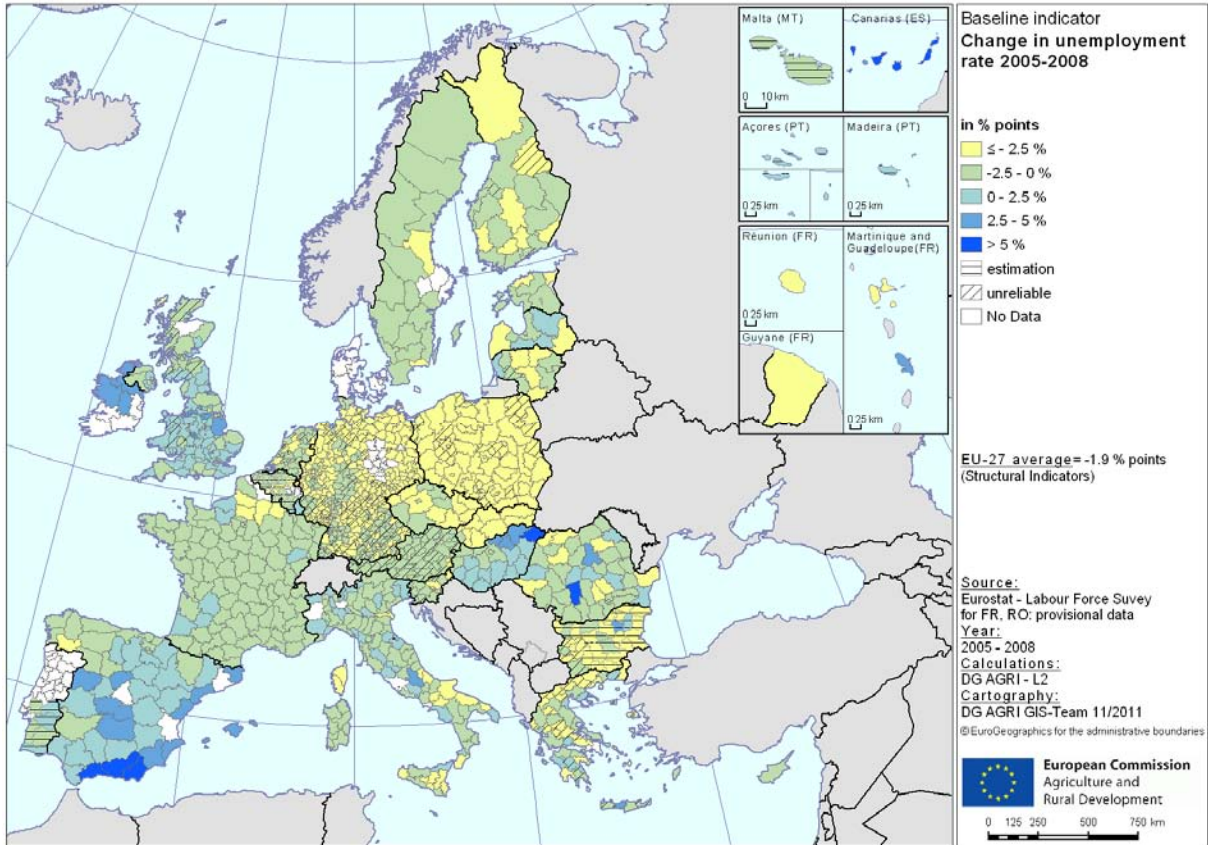 Malta (MT)
0 10 km
Canarias (ES)
Açores (PT)
0 25 km
Madeira (PT)
0 25 km
Réunion (FR)
0 25 km
Martinique and
Guadeloupe(FR)
0 25 km
Guyane (FR)
Baseline indicator
Change in unemployment
rate 2005-2008
in % points
≤ - 2.5 %
-2.5 - 0 %
0 - 2.5 %
2.5 - 5 %
> 5 %
estimation
unreliable
No Data
EU-27 average= -1.9 % points
(Structural Indicators)
Source:
Eurostat - Labour Force Suvey
for FR, RO: provisional data
Year:
2005 - 2008
Calculations:
DG AGRI - L2
Cartography:
DG AGRI GIS-Team 11/2011
©EuroGeographics for the administrative boundaries
European Commission
Agriculture and
Rural Development
0 125 250 500 750 km